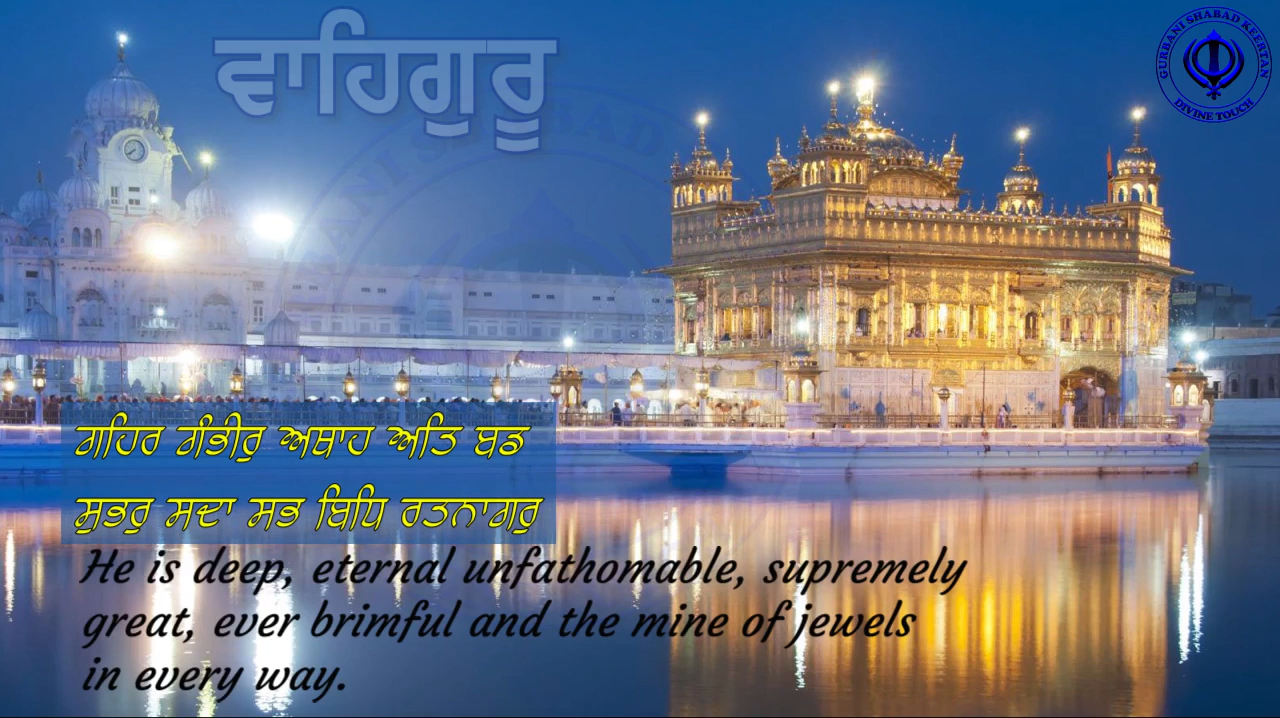 ਵਾਹਿਗੁਰੂ
GURBANI SHABAD KEERTAN
DIVINE TOUCH
ਗਹਿਰ ਗੰਭੀਰੁ ਅਥਾਹ ਅਤਿ ਬਡ
ਸੁਭਰੁ ਸਦਾ ਸਭ ਬਿਧਿ ਰਤਨਾਗਰੁ
He is deep, eternal unfathomable, supremely
great, ever brimful and the mine of jewels
in every way.